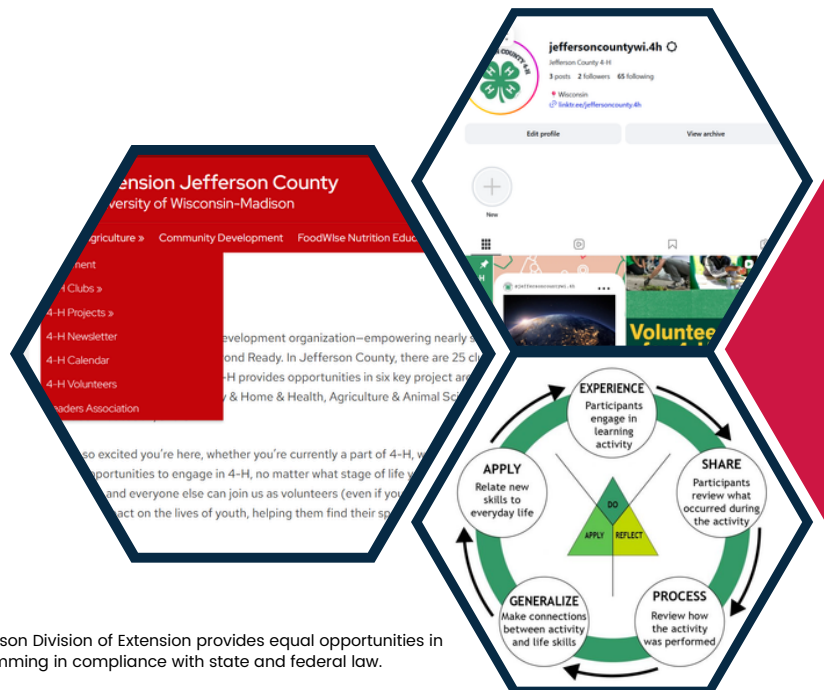 jeffersoncountywi.4h
Jefferson County 4-H
3 posts 2 followers 65 following
Wisconsin
linktr.ee/jeffersoncounty.4h
Edit profile View archive
New
@jeffersoncountywi.4h
H
Voluntee
ension Jefferson County
versity of Wisconsin-Madison
griculture » Community Development FoodWise Nutrition Educ
ment
-H Clubs »
4-H Projects »
4-H Newsletter
4-H Calendar
4-H Volunteers
eaders Association
evelopment organization—empowering nearly s
ond Ready. In Jefferson County, there are 25 clu
-H provides opportunities in six key project are
y & Home & Health, Agriculture & Animal Sci
so excited you're here, whether you're currently a part of 4-H, w
opportunities to engage in 4-H, no matter what stage of life y
and everyone else can join us as volunteers (even if you
act on the lives of youth, helping them find their sp
EXPERIENCE
Participants
engage in
learning
activity
SHARE
Participants
review what
occurred during
the activity
PROCESS
Review how
the activity
was performed
GENERALIZE
Make connections
between activity
and life skills
APPLY
Relate new
skills to
everyday life
DO
APPLY REFLECT
son Division of Extension provides equal opportunities in
mming in compliance with state and federal law.